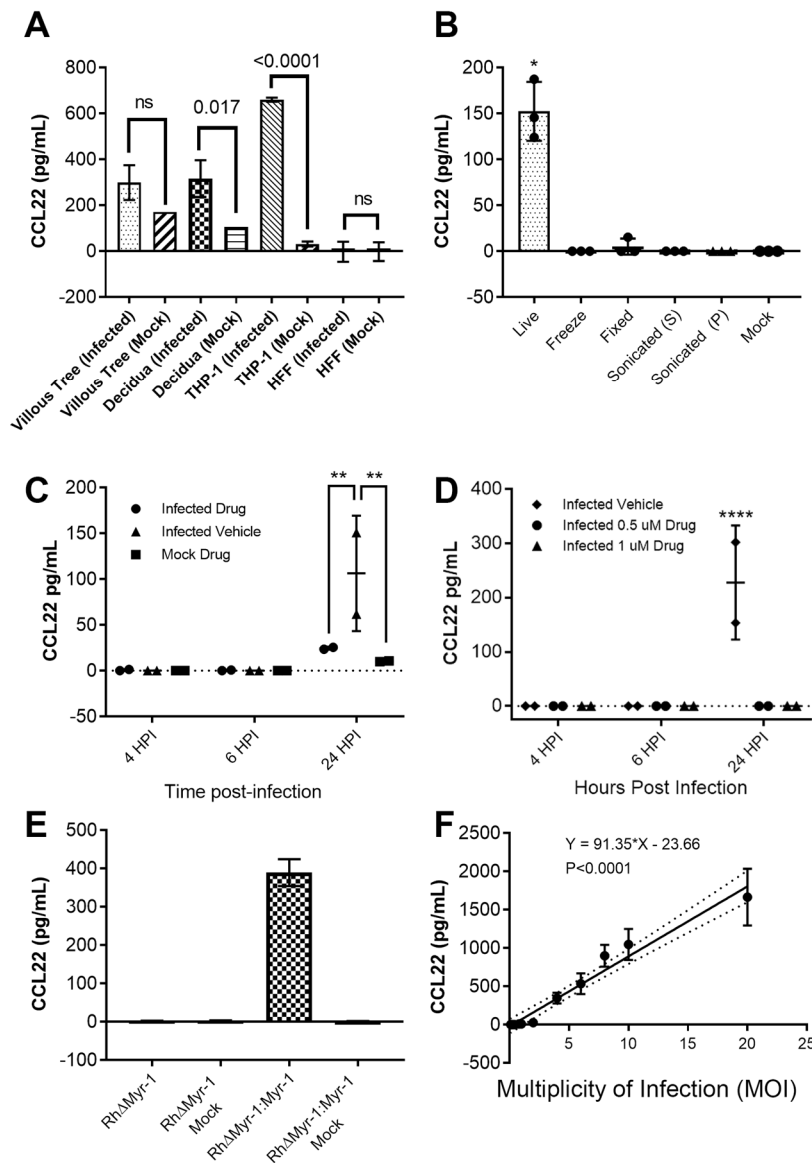 A
CCL22 (pg/mL)
800
600
400
200
0
-200
ns
0.017
<0.0001
ns
Villous Tree (Infected)
Villous Tree (Mock)
Decidua (Infected)
Decidua (Mock)
THP-1 (Infected)
THP-1 (Mock)
HFF (Infected)
HFF (Mock)
B
CCL22 (pg/mL)
200
150
100
50
0
-50
*
Live
Freeze
Fixed
Sonicated (S)
Sonicated (P)
Mock
C
CCL22 pg/mL
200
150
100
50
0
-50
Infected Drug
Infected Vehicle
Mock Drug
** **
4 HPI
6 HPI
24 HPI
Time post-infection
D
CCL22 pg/mL
400
300
200
100
0
Infected Vehicle
Infected 0.5 uM Drug
Infected 1 uM Drug
****
4 HPI
6 HPI
24 HPI
Hours Post Infection
E
CCL22 (pg/mL)
500
400
300
200
100
0
-100
RhΔMyr-1
RhΔMyr-1
Mock
RhΔMyr-1:Myr-1
RhΔMyr-1:Myr-1
Mock
F
CCL22 (pg/mL)
2500
2000
1500
1000
500
0
-500
Y = 91.35*X - 23.66
P<0.0001
5 10 15 20 25
Multiplicity of Infection (MOI)